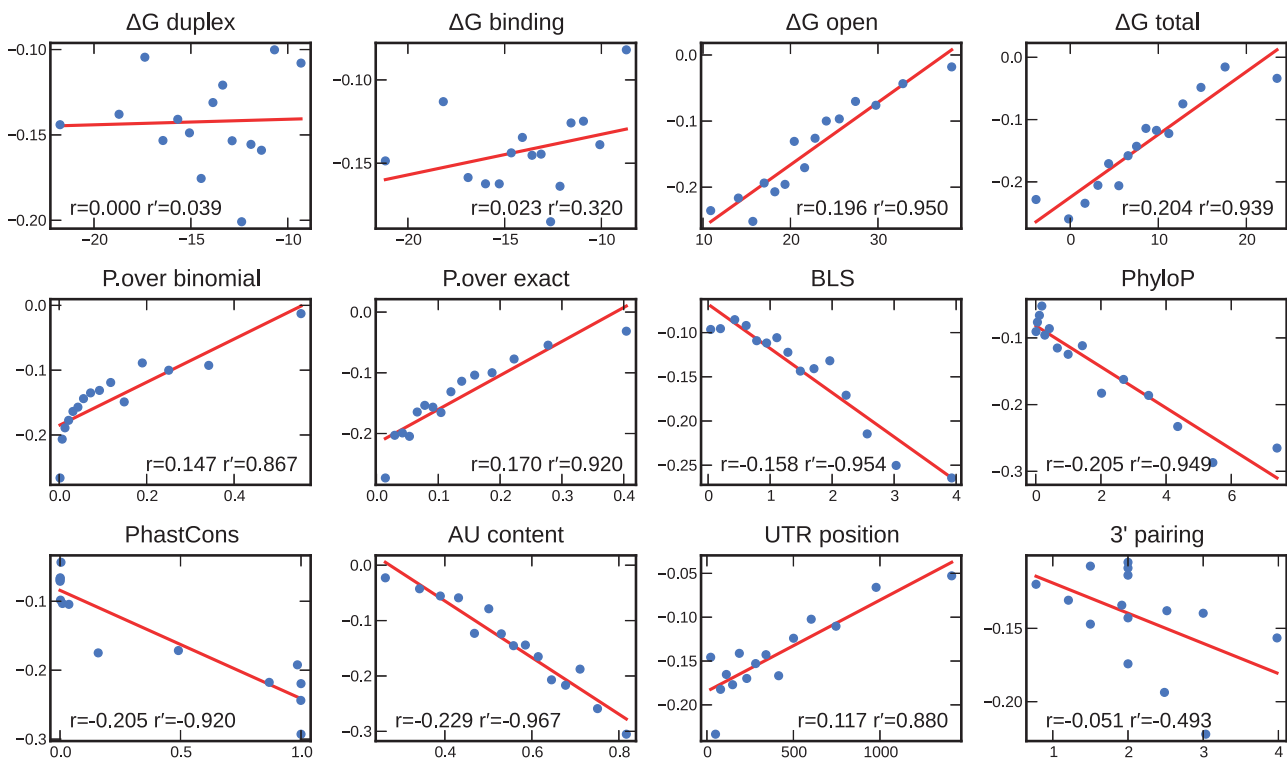 ΔG duplex ΔG binding ΔG open ΔG total
−0.10
−0.15
−0.20
−20 −15 −10
r=0.000 r′=0.039
−0.10
−0.15
−20 −15 −10
r=0.023 r′=0.320
0.0
−0.1
−0.2
10 20 30
r=0.196 r′=0.950
0.0
−0.1
−0.2
0 10 20
r=0.204 r′=0.939
P.over binomial P.over exact BLS PhyloP
0.0
−0.1
−0.2
0.0 0.2 0.4
r=0.147 r′=0.867
0.0
−0.1
−0.2
0.0 0.1 0.2 0.3 0.4
r=0.170 r′=0.920
−0.10
−0.15
−0.20
−0.25
0 1 2 3 4
r=−0.158 r′=−0.954
−0.1
−0.2
−0.3
0 2 4 6
r=−0.205 r′=−0.949
PhastCons AU content UTR position 3' pairing
−0.1
−0.2
−0.3
0.0 0.5 1.0
r=−0.205 r′=−0.920
0.0
−0.1
−0.2
−0.3
0.4 0.6 0.8
r=−0.229 r′=−0.967
−0.05
−0.10
−0.15
−0.20
0 500 1000
r=0.117 r′=0.880
−0.15
−0.20
1 2 3 4
r=−0.051 r′=−0.493